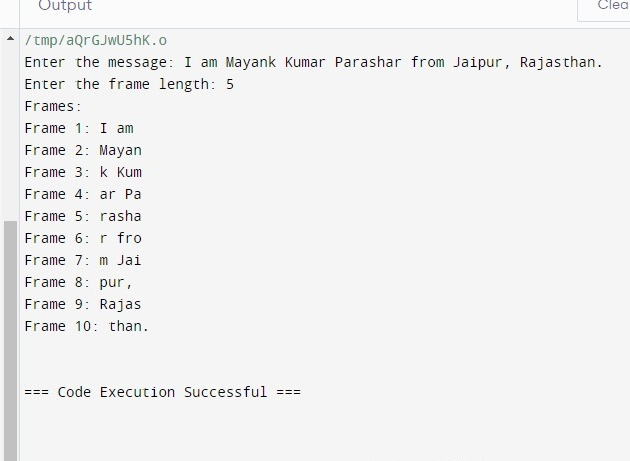 Output
Clea
/tmp/aQrGJwU5hK.o
Enter the message: I am Mayank Kumar Parashar from Jaipur, Rajasthan.
Enter the frame length: 5
Frames:
Frame 1: I am
Frame 2: Mayan
Frame 3: k Kum
Frame 4: ar Pa
Frame 5: rasha
Frame 6: r fro
Frame 7: m Jai
Frame 8: pur,
Frame 9: Rajas
Frame 10: than.
=== Code Execution Successful ===